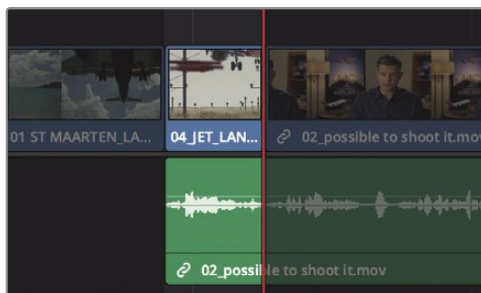 01 ST MAARTEN_LA...
04_JET_LAN...
02_possible to shoot it.mov
02_possible to shoot it.mov